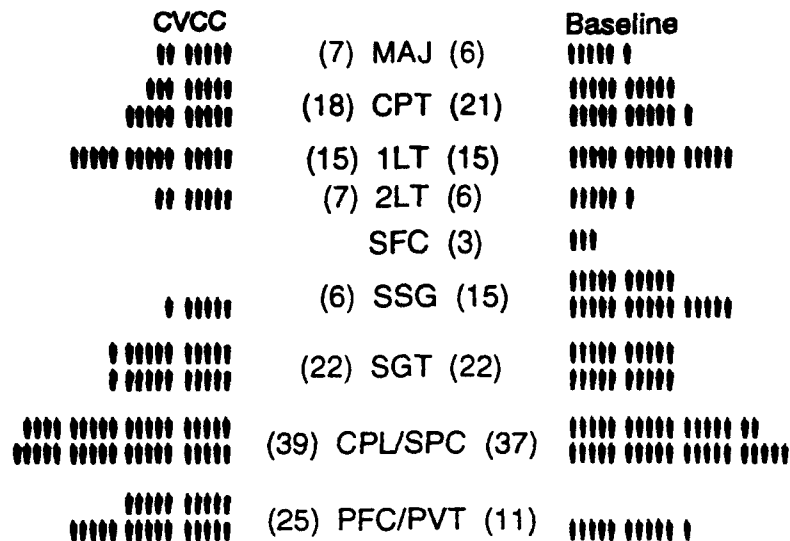 CVCC Baseline
(7) MAJ (6)
(18) CPT (21)
(15) 1LT (15)
(7) 2LT (6)
SFC (3)
(6) SSG (15)
(22) SGT (22)
(39) CPL/SPC (37)
(25) PFC/PVT (11)